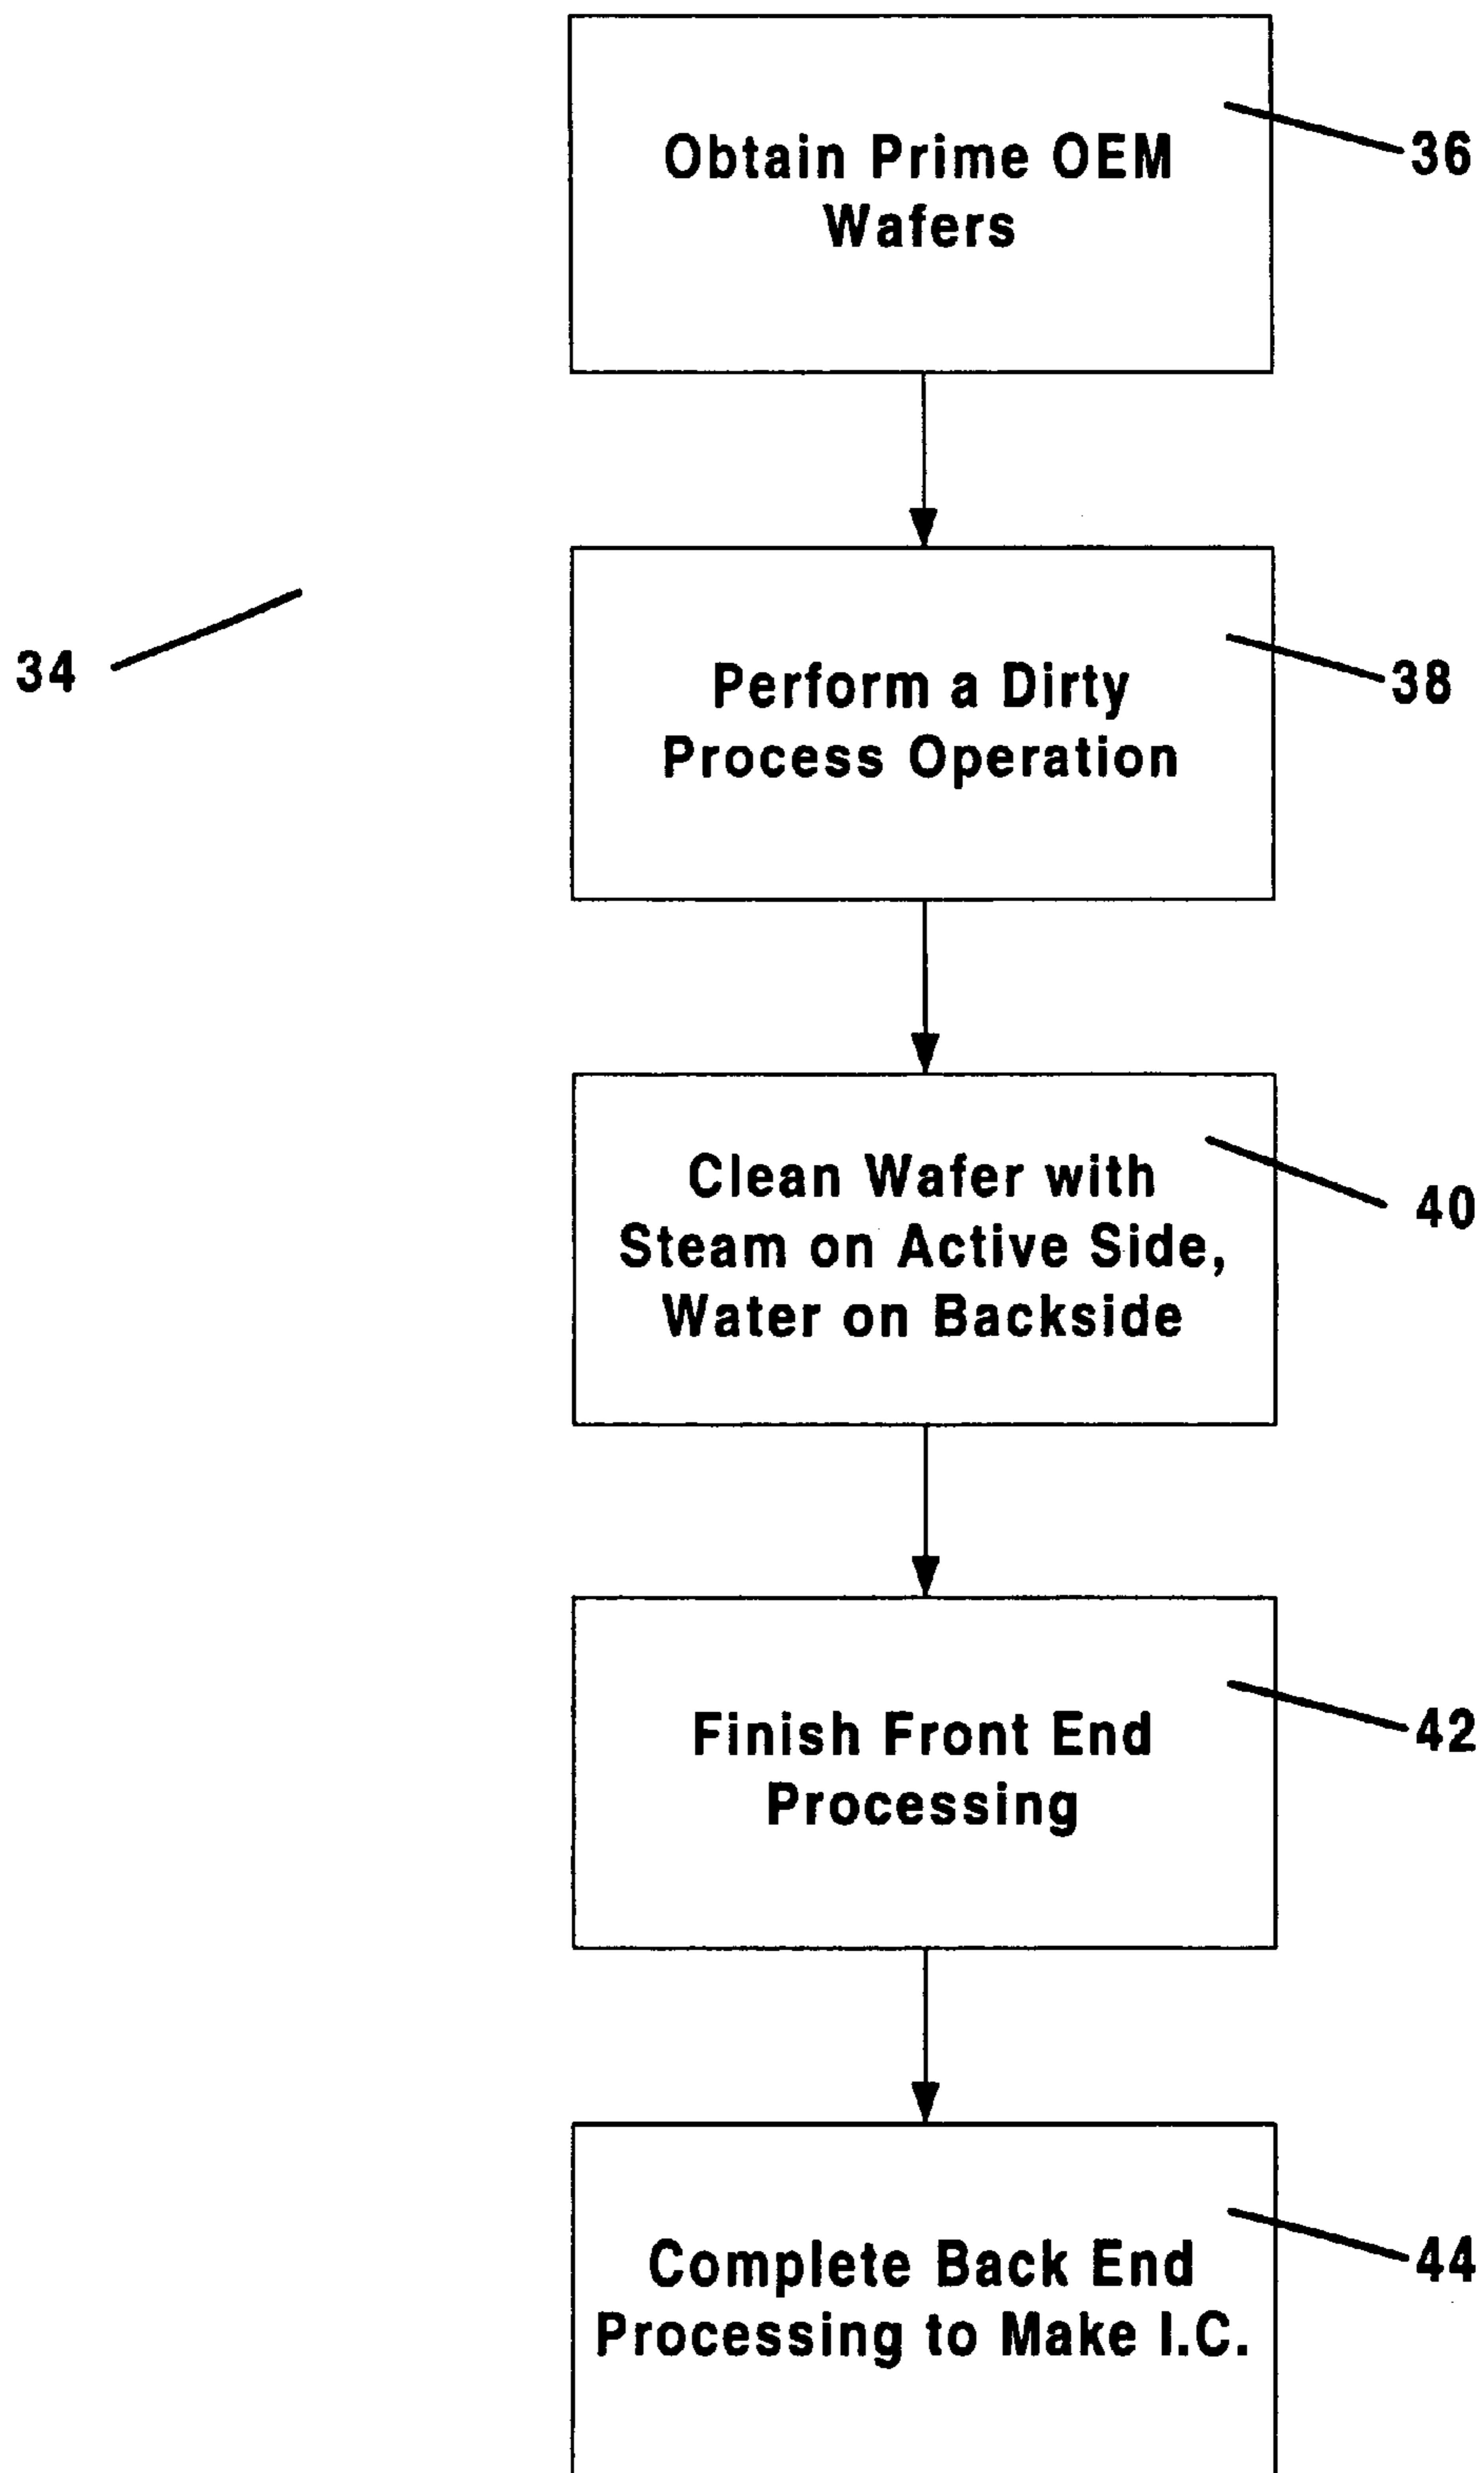 Obtain Prime OEM
Wafers
36
34
Perform a Dirty
Process Operation
38
Clean Wafer with
Steam on Active Side,
Water on Backside
40
Finish Front End
Processing
42
Complete Back End
Processing to Make I.C.
44